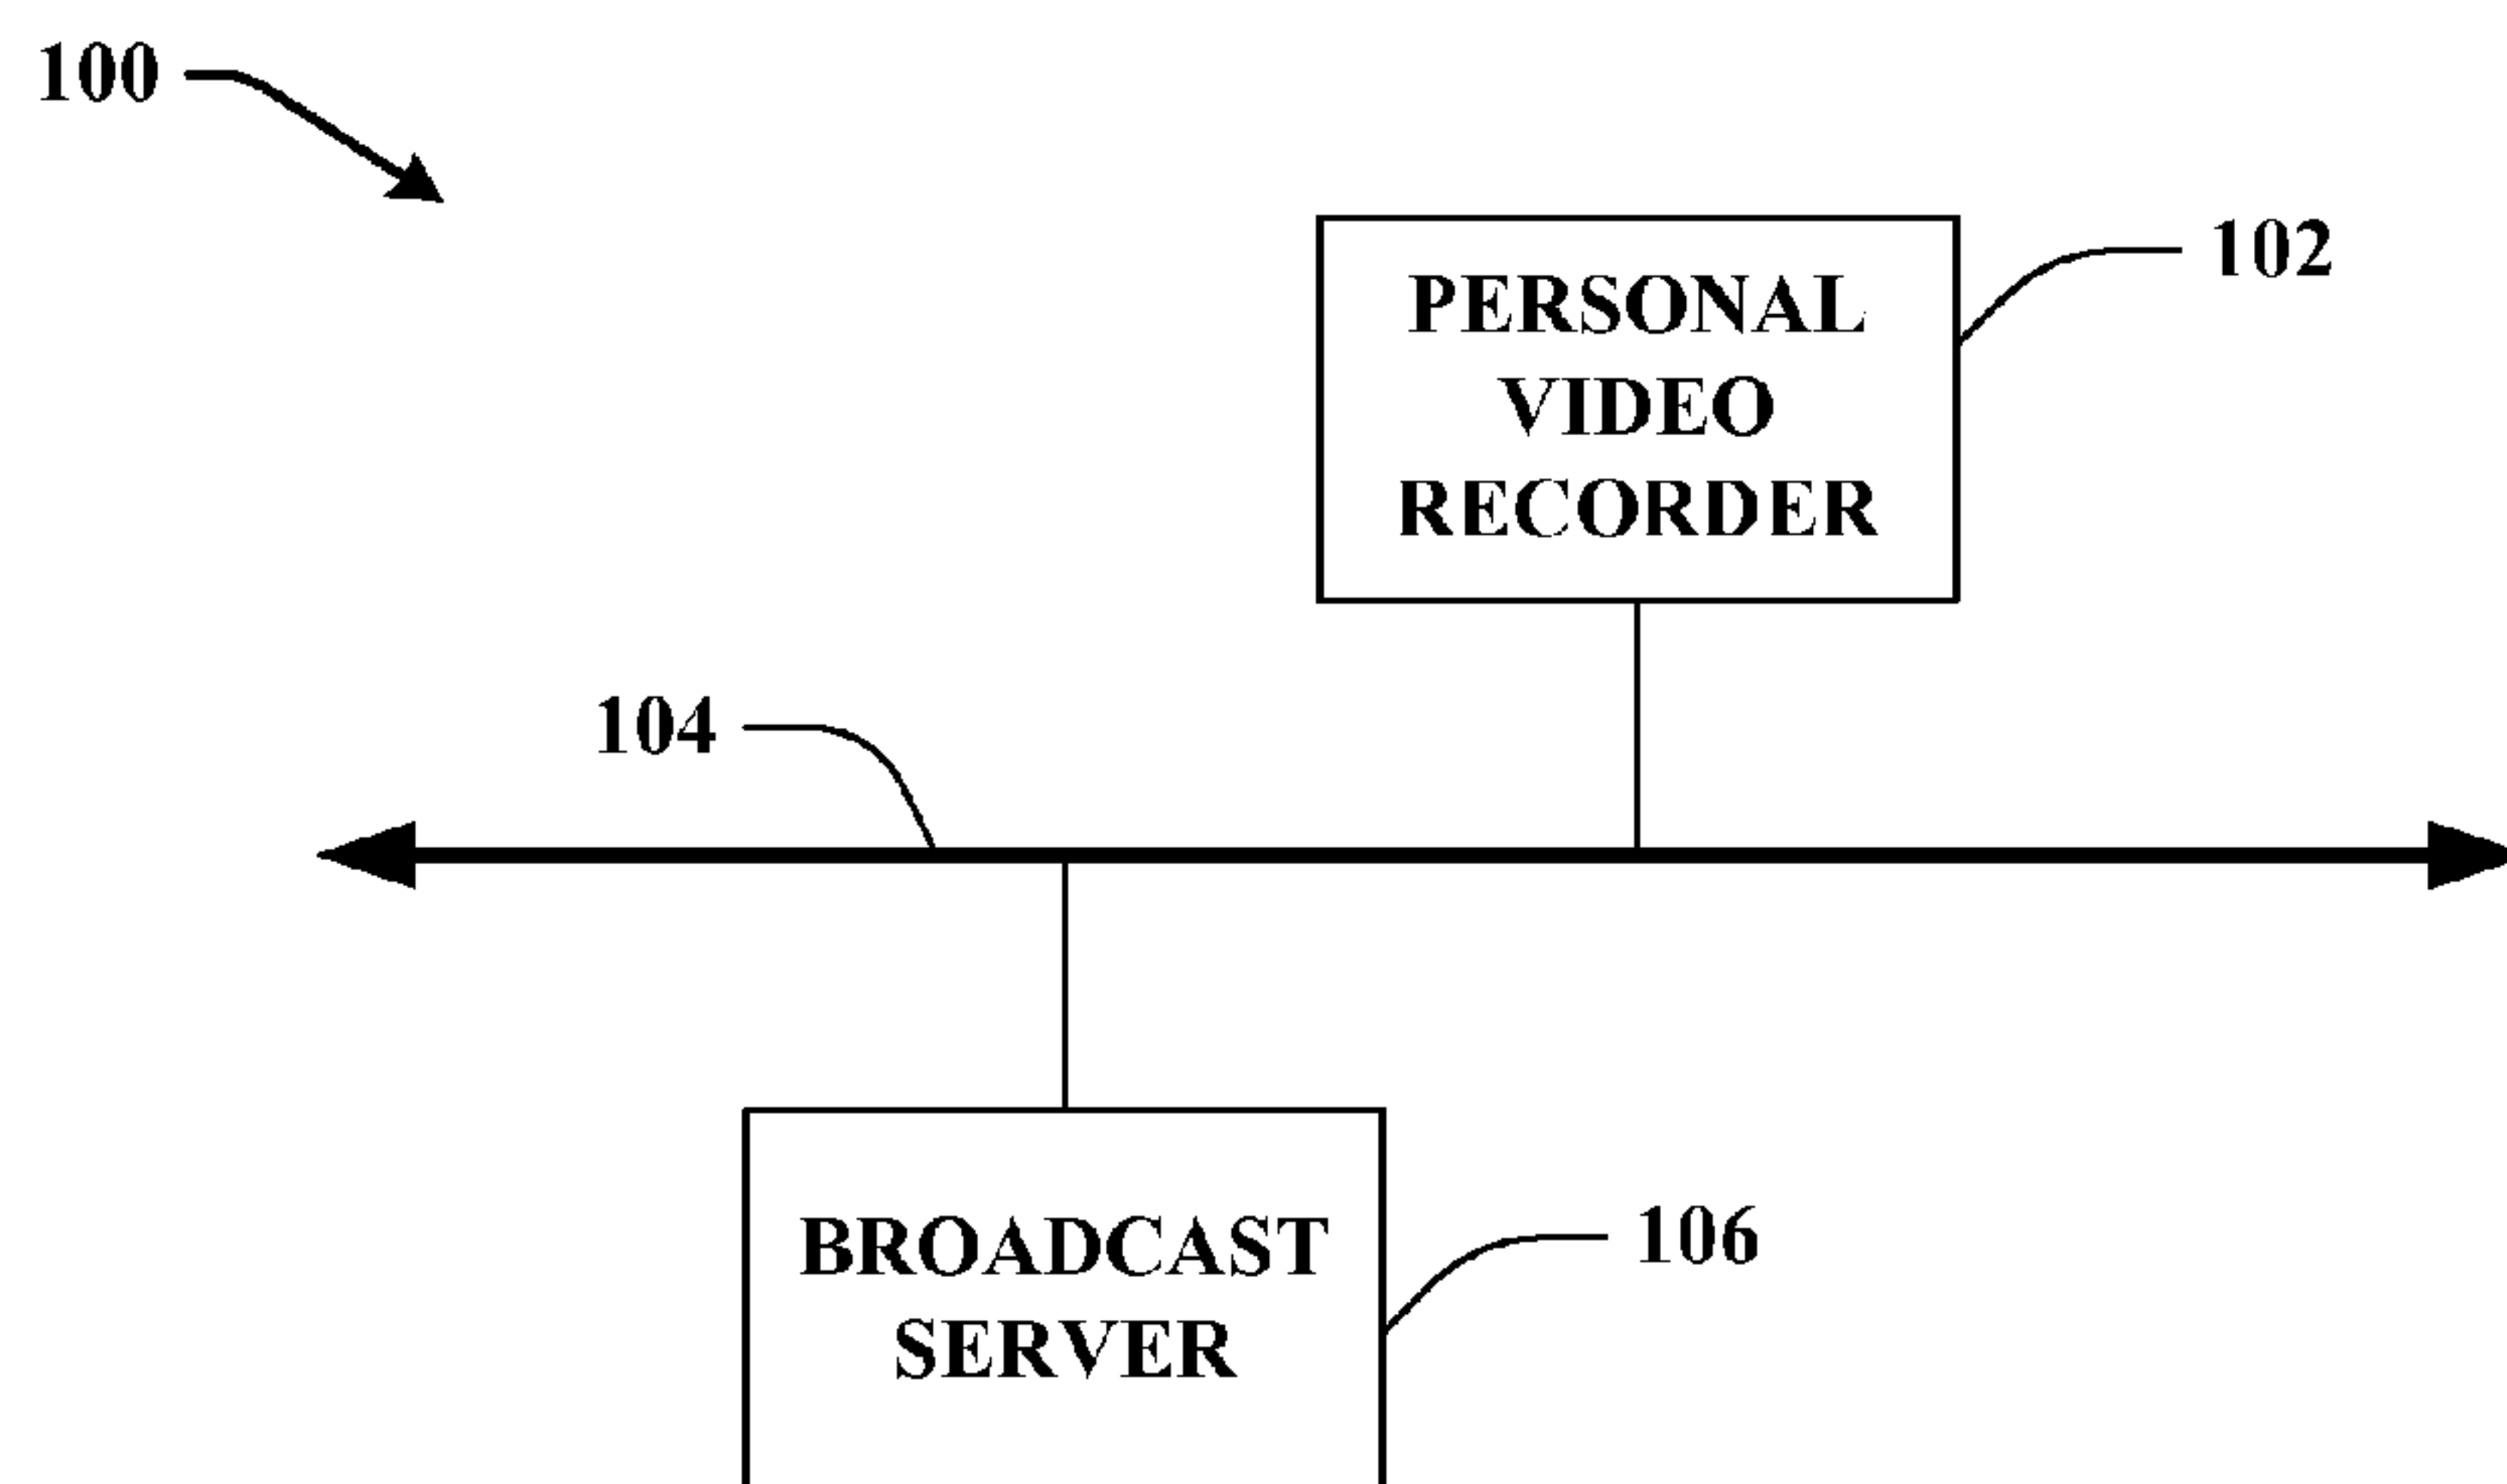 100
102
PERSONAL
VIDEO
RECORDER
104
BROADCAST
SERVER
106